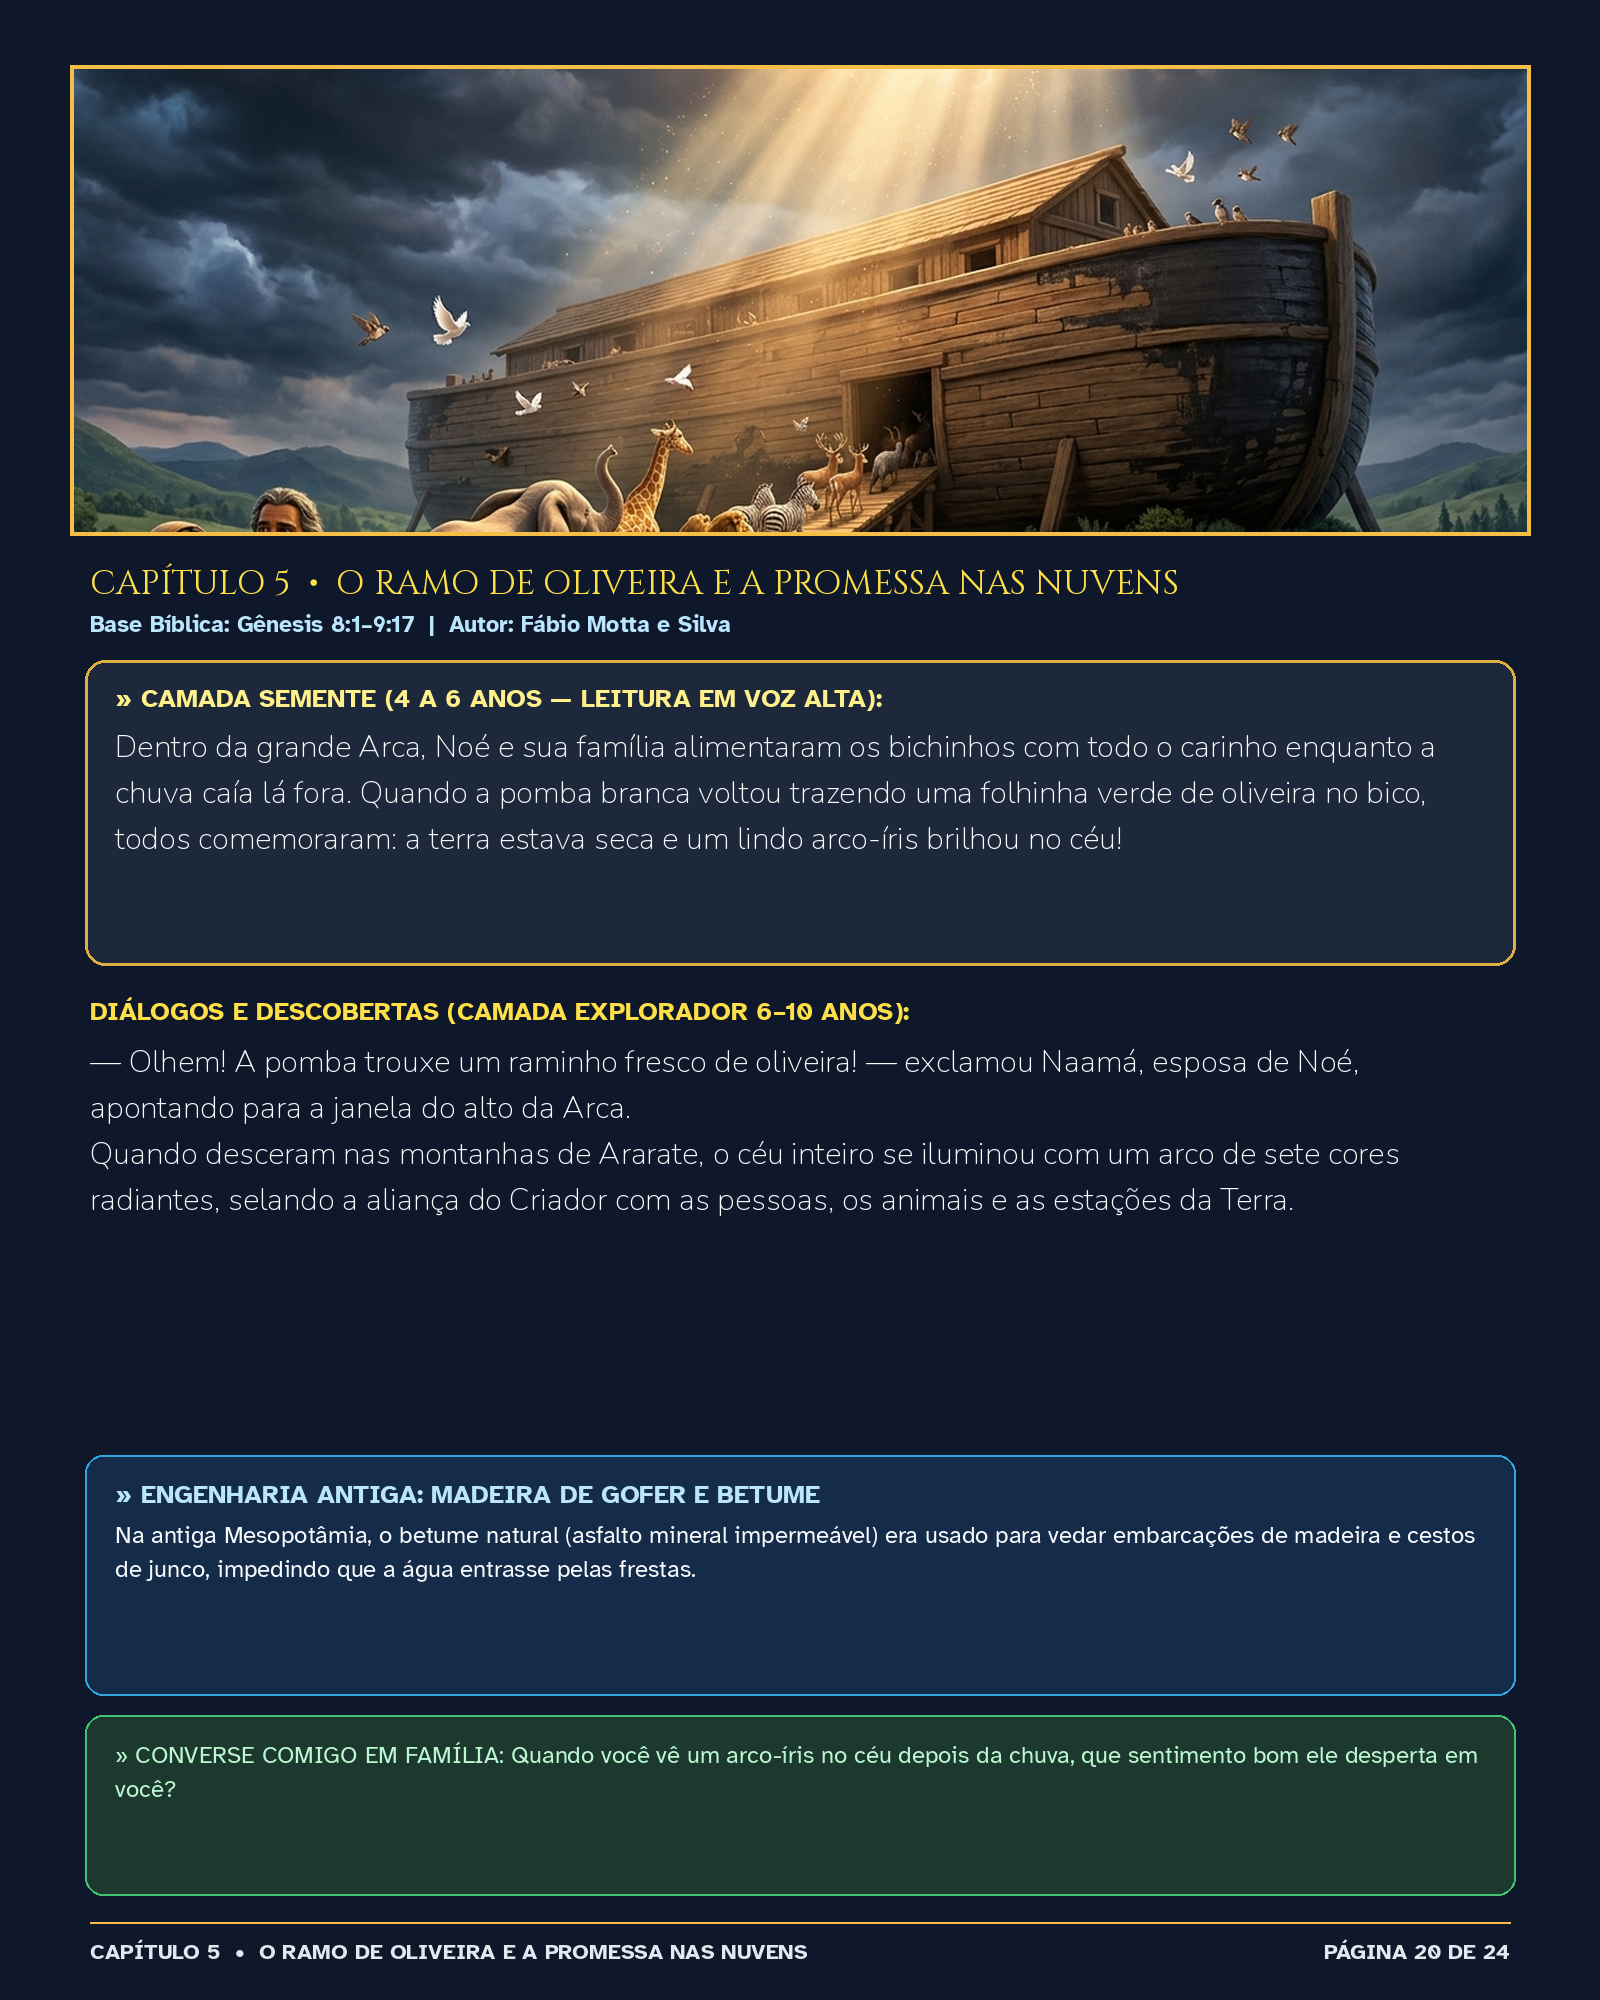 CAPÍTULO 5 • O RAMO DE OLIVEIRA E A PROMESSA NAS NUVENS
Base Bíblica: Gênesis 8:1–9:17 | Autor: Fábio Motta e Silva
» CAMADA SEMENTE (4 A 6 ANOS — LEITURA EM VOZ ALTA):
Dentro da grande Arca, Noé e sua família alimentaram os bichinhos com todo o carinho enquanto a
chuva caía lá fora. Quando a pomba branca voltou trazendo uma folhinha verde de oliveira no bico,
todos comemoraram: a terra estava seca e um lindo arco-íris brilhou no céu!
DIÁLOGOS E DESCOBERTAS (CAMADA EXPLORADOR 6–10 ANOS):
— Olhem! A pomba trouxe um raminho fresco de oliveira! — exclamou Naamá, esposa de Noé,
apontando para a janela do alto da Arca.
Quando desceram nas montanhas de Ararate, o céu inteiro se iluminou com um arco de sete cores
radiantes, selando a aliança do Criador com as pessoas, os animais e as estações da Terra.
» ENGENHARIA ANTIGA: MADEIRA DE GOFER E BETUME
Na antiga Mesopotâmia, o betume natural (asfalto mineral impermeável) era usado para vedar embarcações de madeira e cestos
de junco, impedindo que a água entrasse pelas frestas.
» CONVERSE COMIGO EM FAMÍLIA: Quando você vê um arco-íris no céu depois da chuva, que sentimento bom ele desperta em
você?
CAPÍTULO 5 • O RAMO DE OLIVEIRA E A PROMESSA NAS NUVENS
PÁGINA 20 DE 24